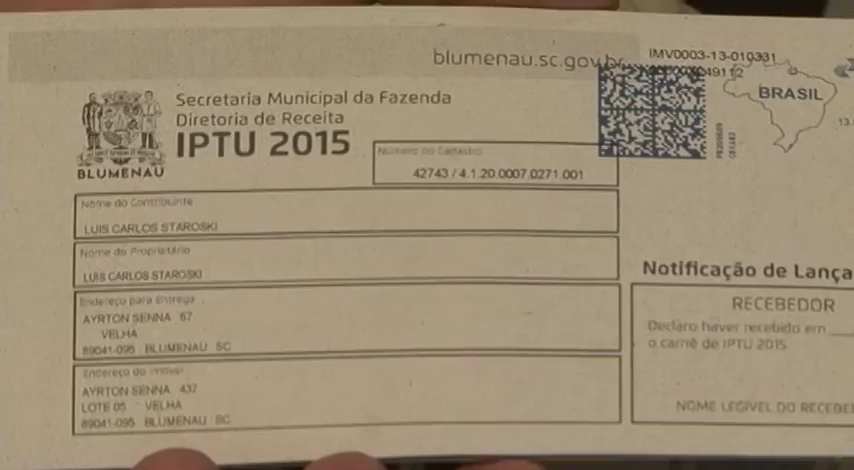 blumenau.sc.gov.br
IMV0003-13-010331
49112
BRASIL
13.
BLUMENAU
Secretaria Municipal da Fazenda
Diretoria de Receita
IPTU 2015
Número do Cadastro
42743 / 4.1.20.0007.0271.001
Nome do Contribuinte
LUIS CARLOS STAROSKI
Nome do Proprietário
LUIS CARLOS STAROSKI
Endereço para Entrega
AYRTON SENNA 67
VELHA
89041-095 BLUMENAU SC
Endereço do Imóvel
AYRTON SENNA 437
LOTE 05 VELHA
89041-095 BLUMENAU SC
Notificação de Lança
RECEBEDOR
Declaro haver recebido em
o carnê de IPTU 2015
NOME LEGÍVEL DO RECEBE